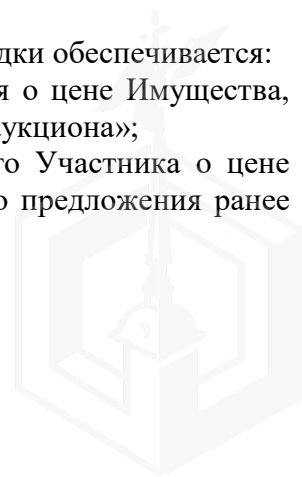 дки обеспечивается:
я о цене Имущества,
укциона»;
го Участника о цене
о предложения ранее